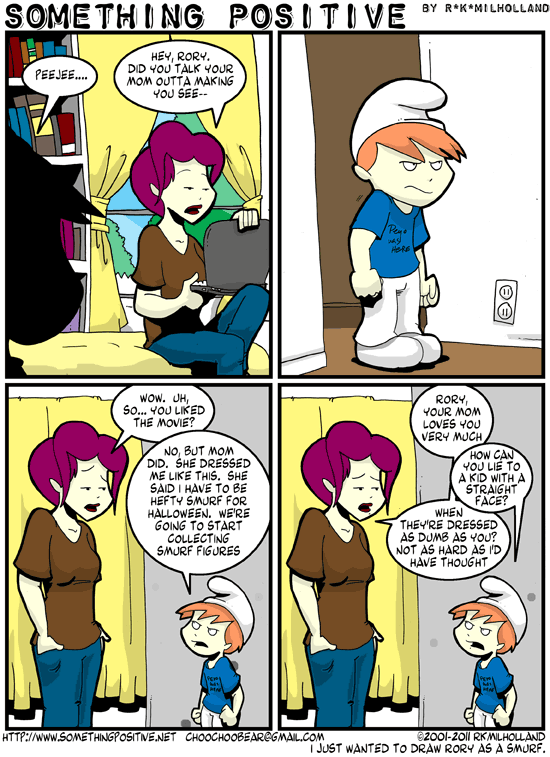 SOMETHING POSITIVE BY R*K*MILHOLLAND
PEEJEE....
HEY, RORY.
DID YOU TALK YOUR
MOM OUTTA MAKING
YOU SEE--
WOW. UH,
SO... YOU LIKED
THE MOVIE?
NO, BUT MOM
DID. SHE DRESSED
ME LIKE THIS. SHE
SAID I HAVE TO BE
HEFTY SMURF FOR
HALLOWEEN. WE'RE
GOING TO START
COLLECTING
SMURF FIGURES
RORY,
YOUR MOM
LOVES YOU
VERY MUCH
HOW CAN
YOU LIE TO
A KID WITH A
STRAIGHT
FACE?
WHEN
THEY'RE DRESSED
AS DUMB AS YOU?
NOT AS HARD AS I'D
HAVE THOUGHT
HTTP://WWW.SOMETHINGPOSITIVE.NET CHOOCHOOBEAR@GMAIL.COM
©2001-2011 RKMILHOLLAND
I JUST WANTED TO DRAW RORY AS A SMURF.